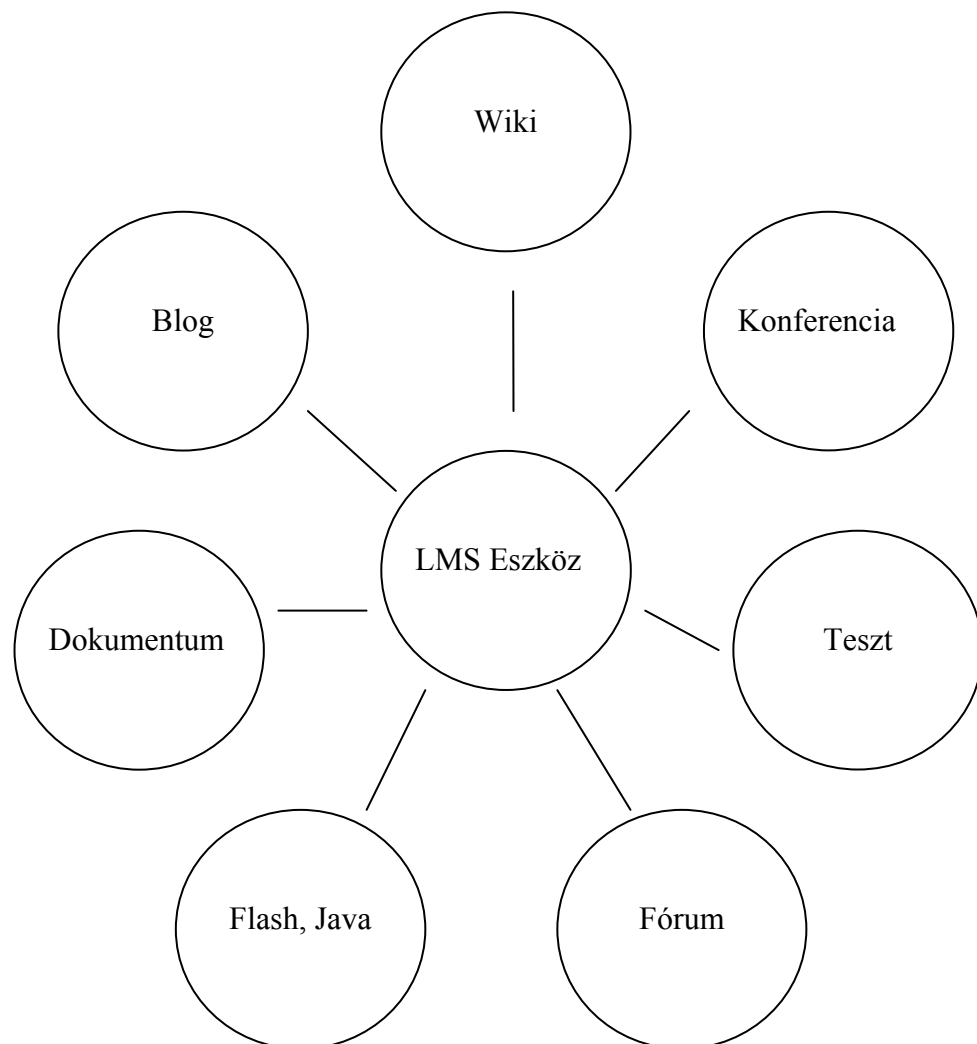 Wiki
Blog
Konferencia
LMS Eszköz
Dokumentum
Teszt
Flash, Java
Fórum